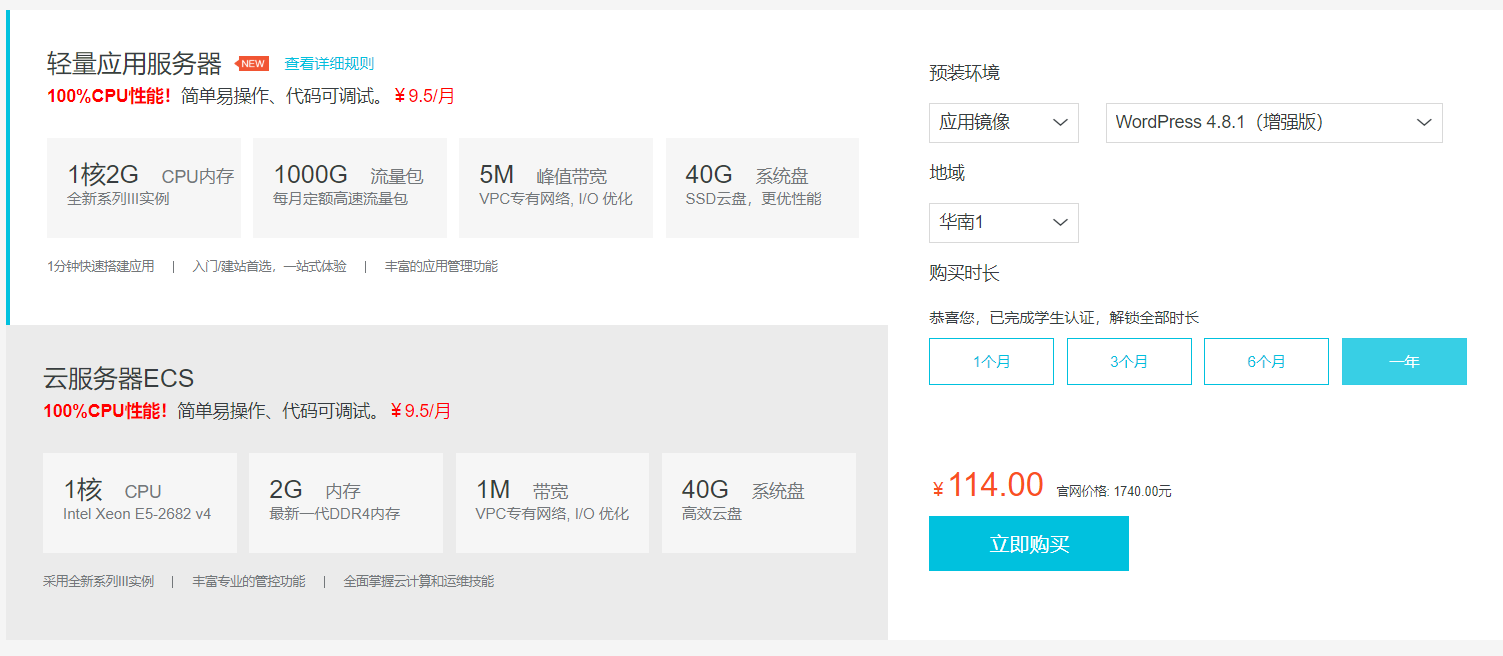 轻量应用服务器 NEW 查看详细规则
100%CPU性能！简单易操作、代码可调试。￥9.5/月
1核2G CPU内存
全新系列III实例
1000G 流量包
每月定额高速流量包
5M 峰值带宽
VPC专有网络, I/O 优化
40G 系统盘
SSD云盘，更优性能
1分钟快速搭建应用 | 入门/建站首选，一站式体验 | 丰富的应用管理功能
云服务器ECS
100%CPU性能！简单易操作、代码可调试。￥9.5/月
1核 CPU
Intel Xeon E5-2682 v4
2G 内存
最新一代DDR4内存
1M 带宽
VPC专有网络, I/O 优化
40G 系统盘
高效云盘
采用全新系列III实例 | 丰富专业的管控功能 | 全面掌握云计算和运维技能
预装环境
应用镜像 WordPress 4.8.1（增强版）
地域
华南1
购买时长
恭喜您，已完成学生认证，解锁全部时长
1个月 3个月 6个月 一年
￥114.00 官网价格: 1740.00元
立即购买